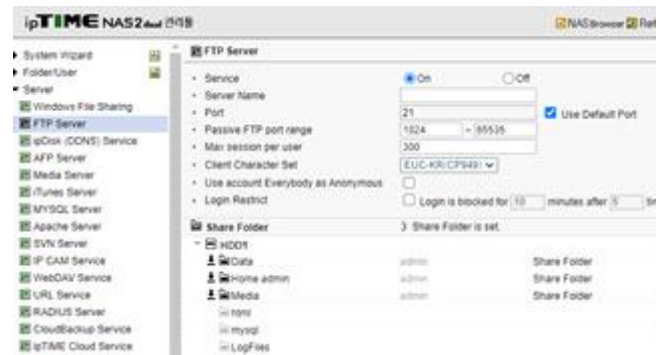 ipTIME NAS2dual 관리툴
NAS Browser Ref
System Wizard
Folder/User
Server
Windows File Sharing
FTP Server
ipDisk (DDNS) Service
AFP Server
Media Server
iTunes Server
MYSQL Server
Apache Server
SVN Server
IP CAM Service
WebDAV Service
URL Service
RADIUS Server
CloudBackup Service
ipTIME Cloud Service
FTP Server
Service On Off
Server Name
Port 21 Use Default Port
Passive FTP port range 1024 ~ 65535
Max session per user 300
Client Character Set EUC-KR(CP949)
Use account Everybody as Anonymous
Login Restrict Login is blocked for 10 minutes after 5
Share Folder 3 Share Folder is set.
HDD1
Data admin Share Folder
Home admin admin Share Folder
Media admin Share Folder
html
mysql
LogFiles